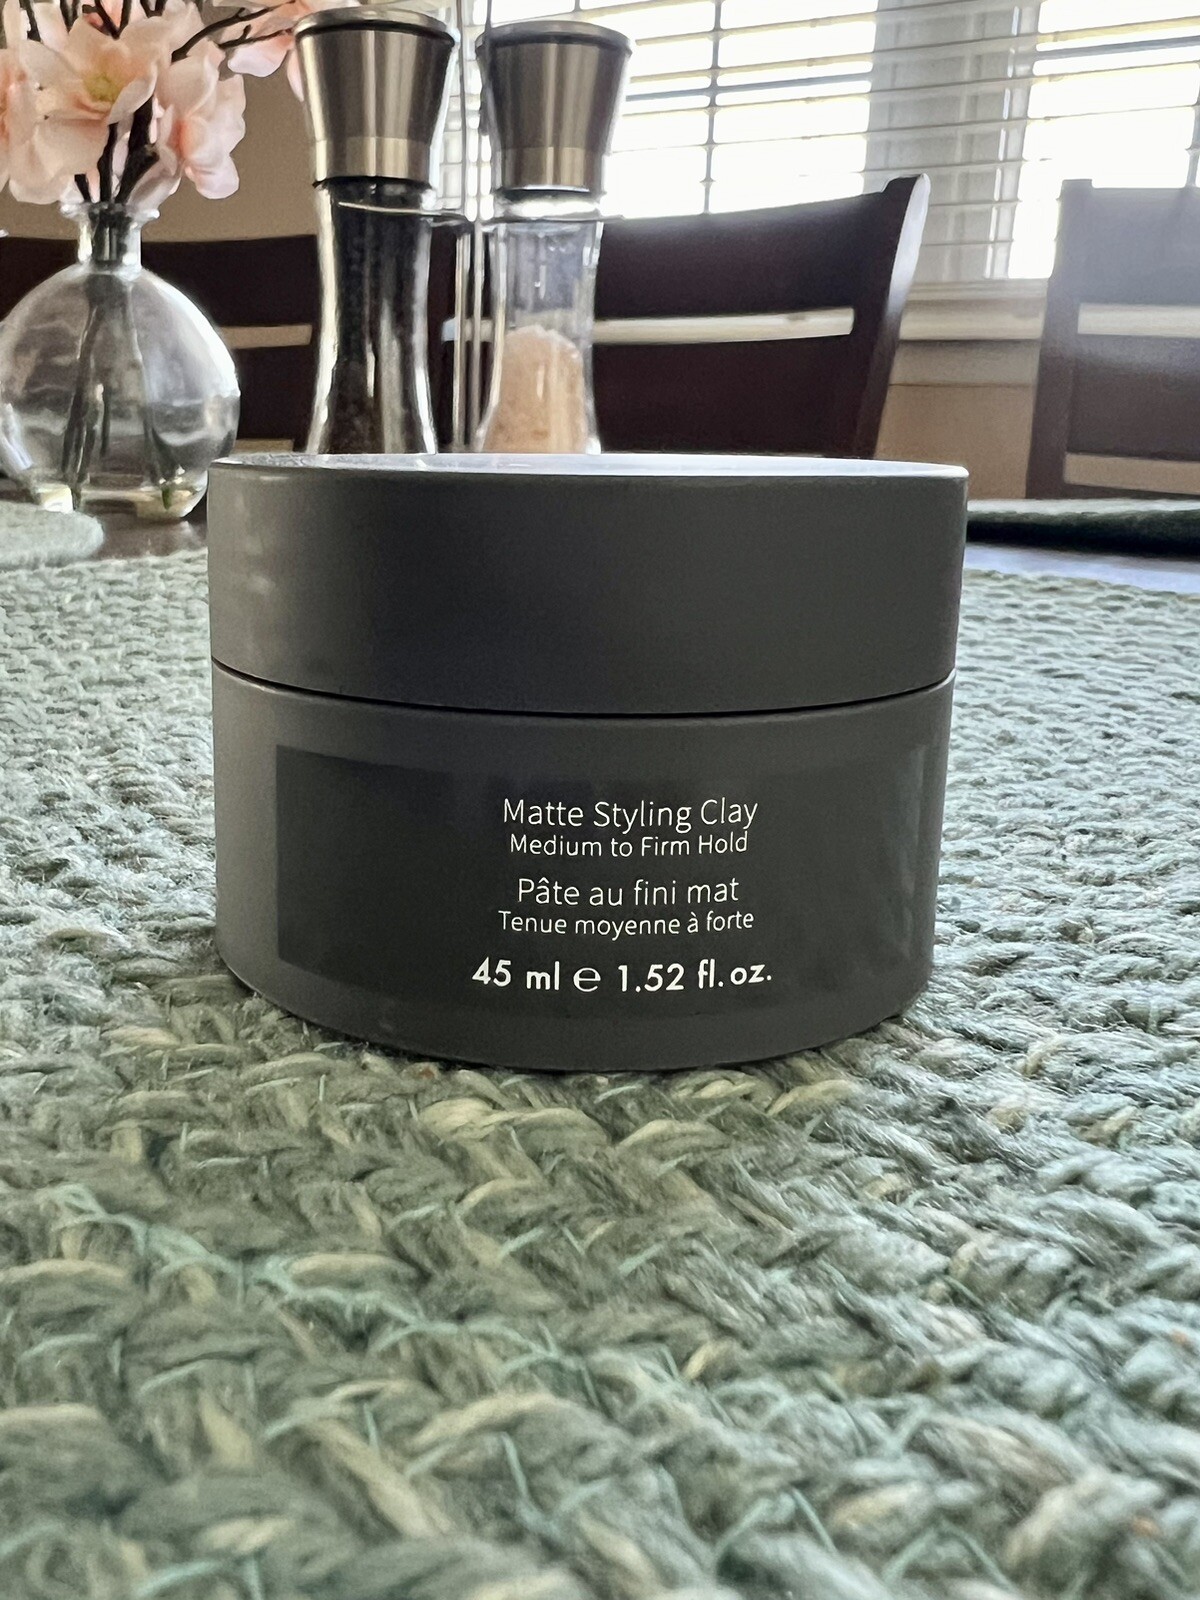 Matte Styling Clay
Medium to Firm Hold
Pâte au fini mat
Tenue moyenne à forte
45 ml ℮ 1.52 fl. oz.